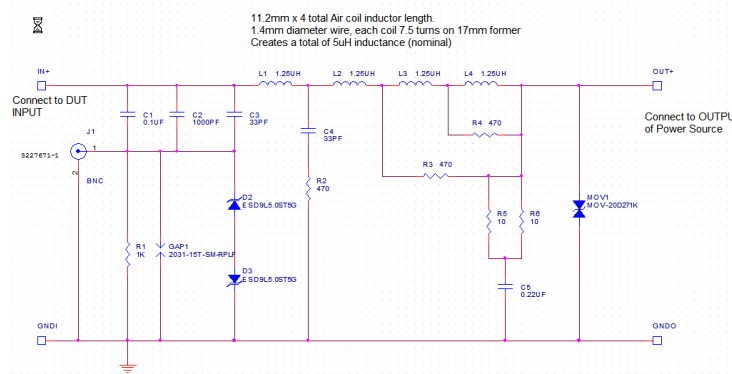 11.2mm x 4 total Air coil inductor length.
1.4mm diameter wire, each coil 7.5 turns on 17mm former
Creates a total of 5uH inductance (nominal)
IN+
L1 1.25UH
L2 1.25UH
L3 1.25UH
L4 1.25UH
OUT+
Connect to DUT
INPUT
Connect to OUTPU
of Power Source
C1
0.1UF
C2
1000PF
C3
33PF
C4
33PF
R4 470
J1
1
5227671-1
2
BNC
R3 470
R2
470
D2
ESD9L5.0ST5G
R5
10
R6
10
MOV1
MOV-20D271K
R1
1K
GAP1
2031-15T-SM-RPLF
D3
ESD9L5.0ST5G
C5
0.22UF
GNDI
GNDO